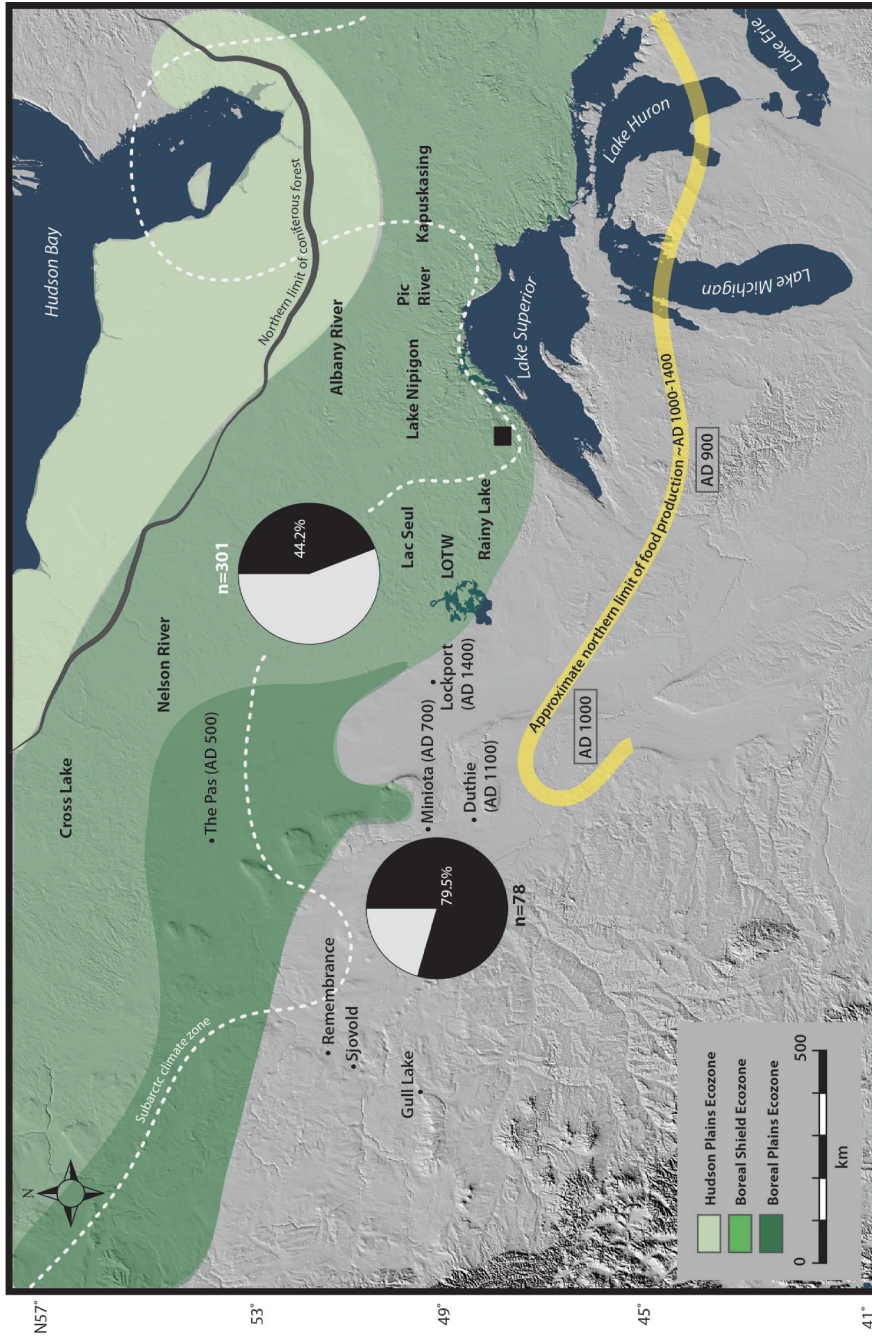 N57°
53°
49°
45°
41°
N
Hudson Bay
Northern limit of coniferous forest
Subarctc climate zone
Cross Lake
Nelson River
The Pas (AD 500)
n=301
44.2%
Albany River
Lake Nipigon
Pic
River
Kapuskasing
Lac Seul
LOTW
Rainy Lake
Lake Superior
Lake Huron
Lake Erie
Lake Michigan
Remembrance
Sjovold
Gull Lake
79.5%
n=78
Miniota (AD 700)
Duthie
(AD 1100)
Lockport
(AD 1400)
Approximate northern limit of food production ~AD 1000-1400
AD 1000
AD 900
Hudson Plains Ecozone
Boreal Shield Ecozone
Boreal Plains Ecozone
0
500
km